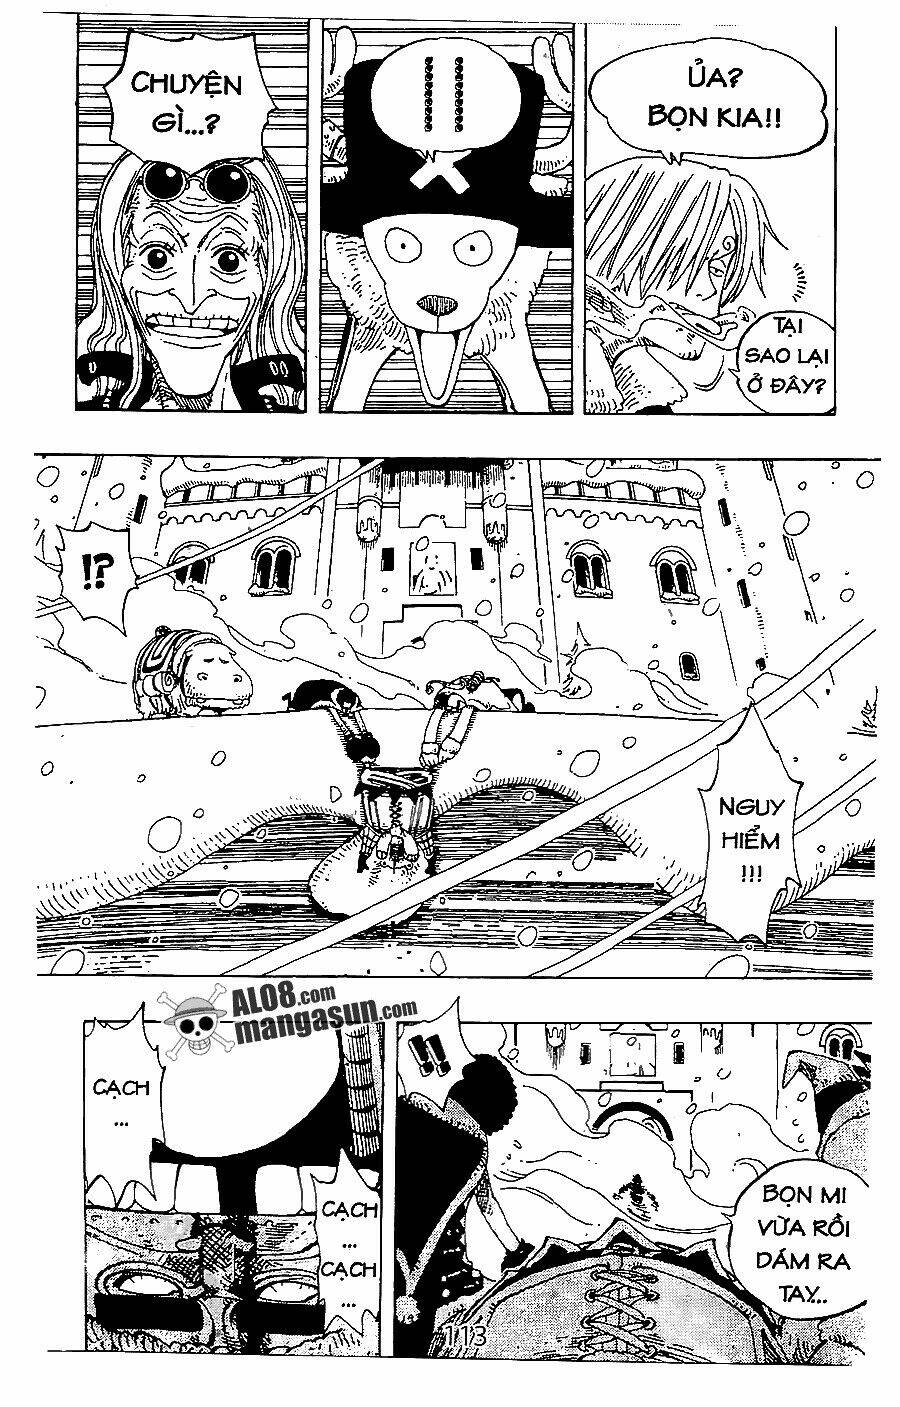 CHUYỆN
GÌ...?
ỦA?
BỌN KIA!!
TẠI
SAO LẠI
Ở ĐÂY?
!?
NGUY
HIỂM
!!!
AL08.com
mangasun.com
CẠCH
...
CẠCH
...
CẠCH
...
!!
BỌN MI
VỪA RỒI
DÁM RA
TAY...
113